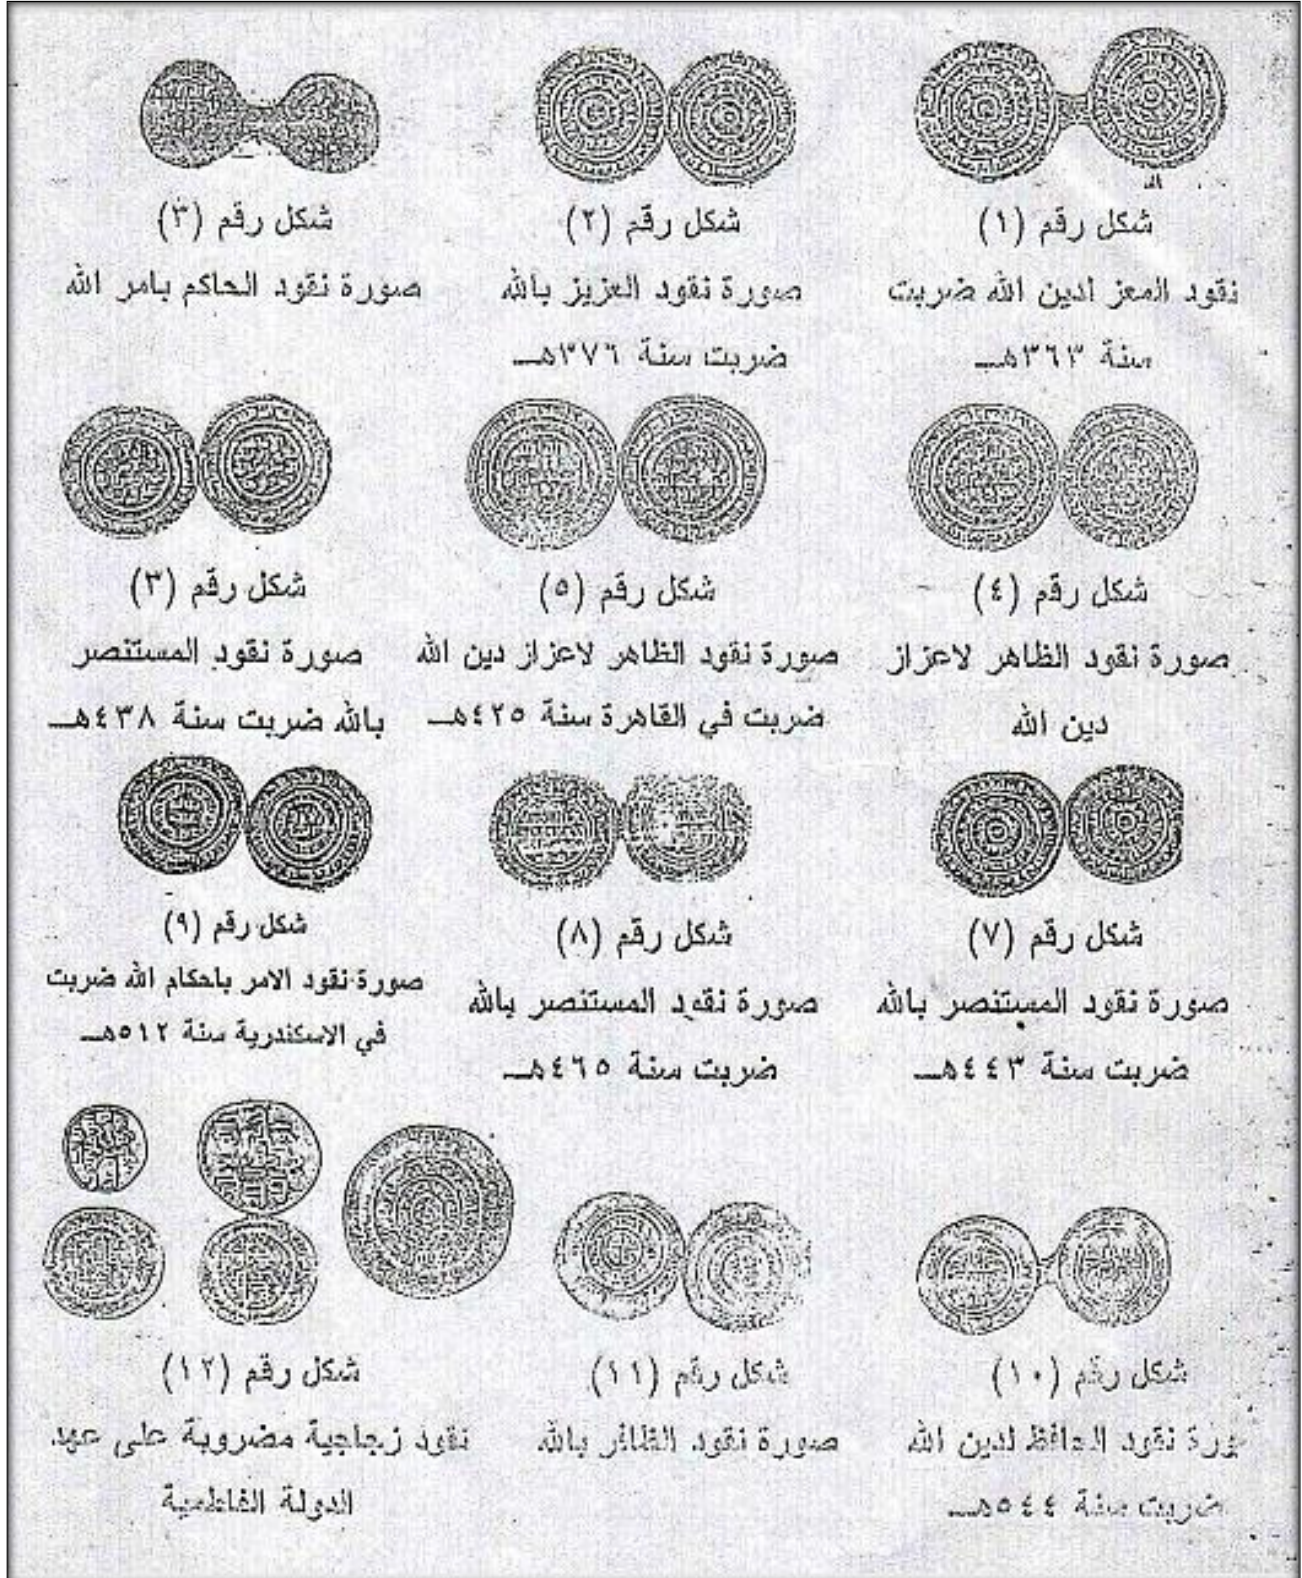 شكل رقم (١)
نقود المعز لدين الله ضربت
سنة ٣٦٣هـ
شكل رقم (٢)
صورة نقود العزيز بالله
ضربت سنة ٣٧٦هـ
شكل رقم (٣)
صورة نقود الحاكم بامر الله
شكل رقم (٤)
صورة نقود الظاهر لاعزاز
دين الله
شكل رقم (٥)
صورة نقود الظاهر لاعزاز دين الله
ضربت في القاهرة سنة ٤٢٥هـ
شكل رقم (٣)
صورة نقود المستنصر
بالله ضربت سنة ٤٣٨هـ
شكل رقم (٧)
صورة نقود المستنصر بالله
ضربت سنة ٤٤٣هـ
شكل رقم (٨)
صورة نقود المستنصر بالله
ضربت سنة ٤٦٥هـ
شكل رقم (٩)
صورة نقود الامر باحكام الله ضربت
في الاسكندرية سنة ٥١٢هـ
شكل رقم (١٠)
ورة نقود الحافظ لدين الله
ضربت سنة ٥٤٤هـ
شكل رقم (١١)
صورة نقود بالله
شكل رقم (١٢)
نقود زجاجية مضروبة على عهد
الدولة الفاطمية